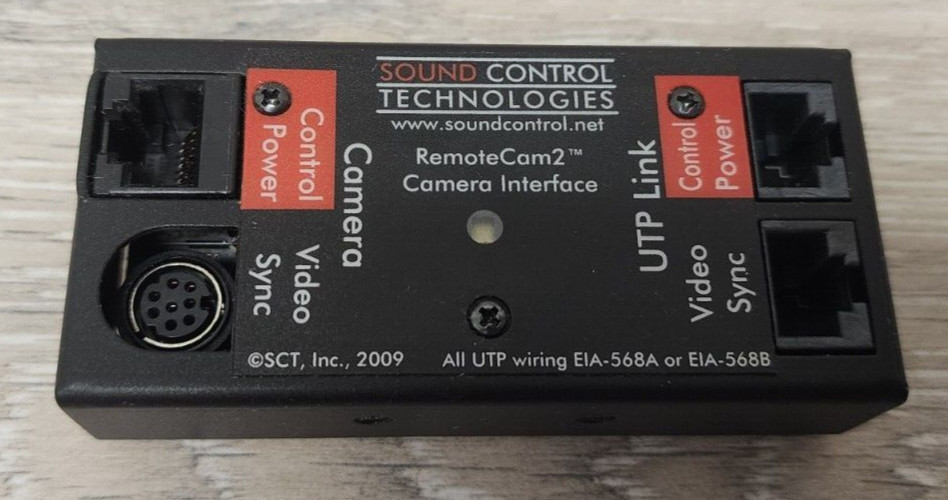 SOUND CONTROL
TECHNOLOGIES
www.soundcontrol.net
RemoteCam2™
Camera Interface
Control
Power
Camera
Video
Sync
UTP Link
Control
Power
Video
Sync
©SCT, Inc., 2009
All UTP wiring EIA-568A or EIA-568B